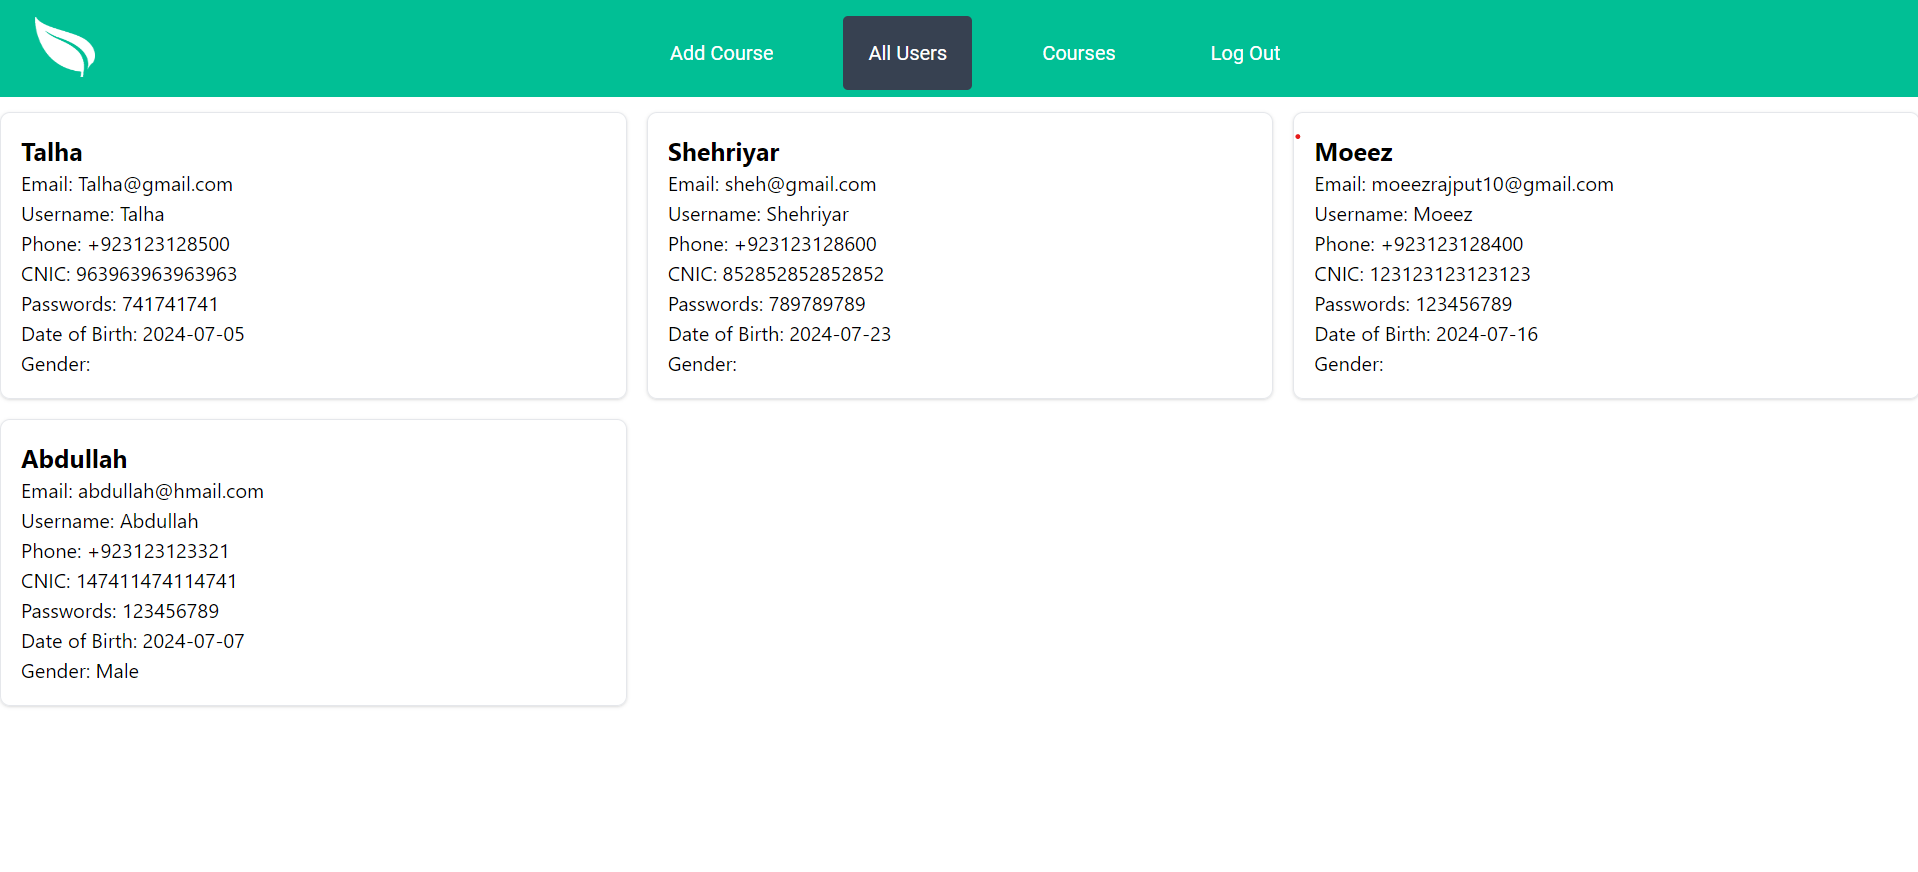 Add Course
All Users
Courses
Log Out
Talha
Email: Talha@gmail.com
Username: Talha
Phone: +923123128500
CNIC: 963963963963963
Passwords: 741741741
Date of Birth: 2024-07-05
Gender:
Shehriyar
Email: sheh@gmail.com
Username: Shehriyar
Phone: +923123128600
CNIC: 852852852852852
Passwords: 789789789
Date of Birth: 2024-07-23
Gender:
Moeez
Email: moeezrajput10@gmail.com
Username: Moeez
Phone: +923123128400
CNIC: 123123123123123
Passwords: 123456789
Date of Birth: 2024-07-16
Gender:
Abdullah
Email: abdullah@hmail.com
Username: Abdullah
Phone: +923123123321
CNIC: 147411474114741
Passwords: 123456789
Date of Birth: 2024-07-07
Gender: Male